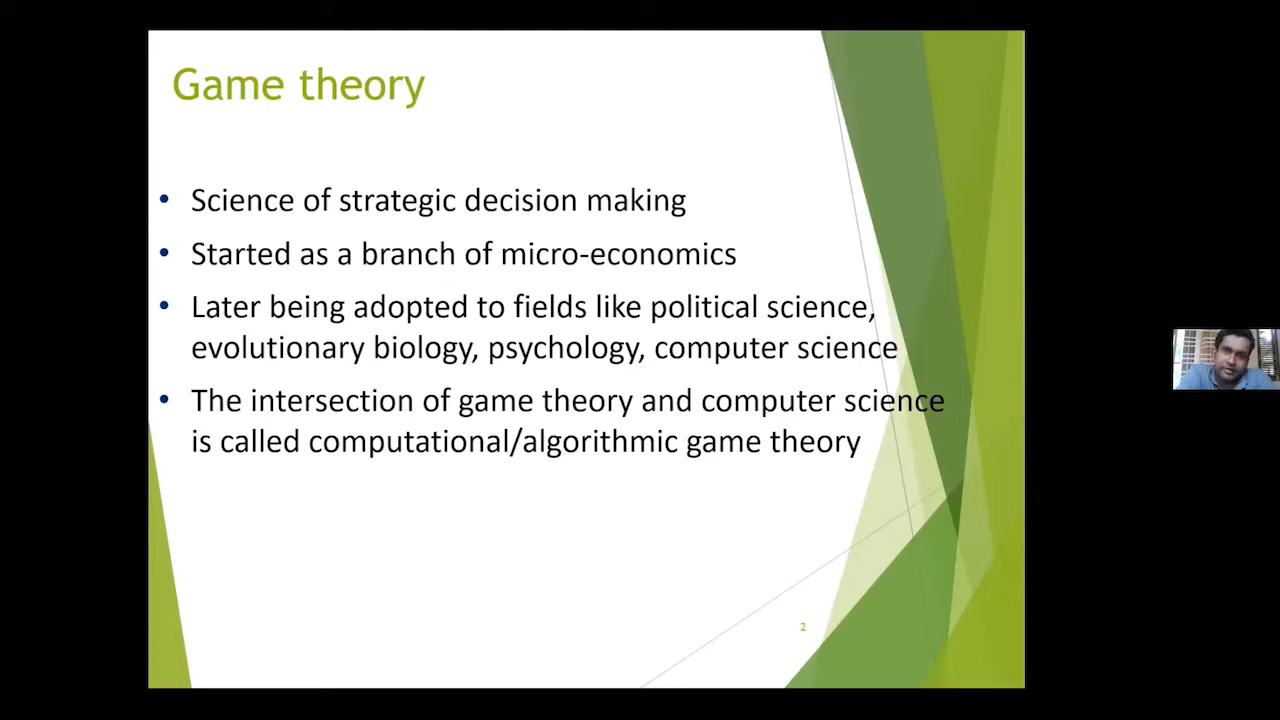 Game theory
• Science of strategic decision making
• Started as a branch of micro-economics
• Later being adopted to fields like political science,
evolutionary biology, psychology, computer science
• The intersection of game theory and computer science
is called computational/algorithmic game theory
2